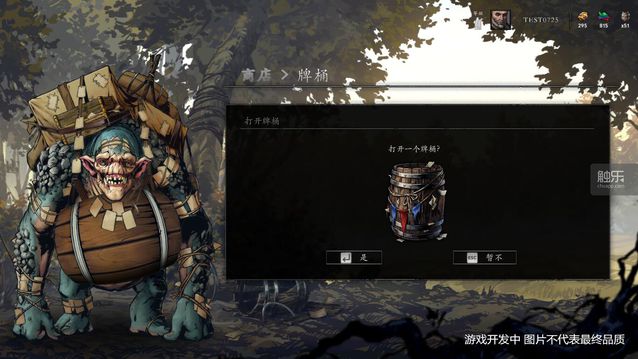 TEST0725
295
815
x51
商店 > 牌桶
打开牌桶
打开一个牌桶?
触乐
chuapp.com
是
ESC
暂不
游戏开发中 图片不代表最终品质